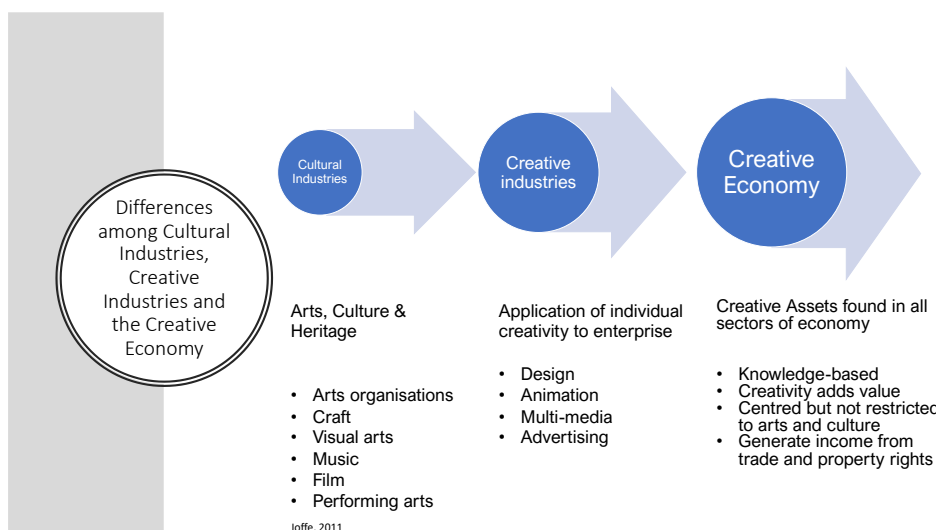 Differences
among Cultural
Industries,
Creative
Industries and
the Creative
Economy
Cultural
Industries
Creative
industries
Creative
Economy
Arts, Culture &
Heritage
• Arts organisations
• Craft
• Visual arts
• Music
• Film
• Performing arts
Joffe, 2011
Application of individual
creativity to enterprise
• Design
• Animation
• Multi-media
• Advertising
Creative Assets found in all
sectors of economy
• Knowledge-based
• Creativity adds value
• Centred but not restricted
to arts and culture
• Generate income from
trade and property rights